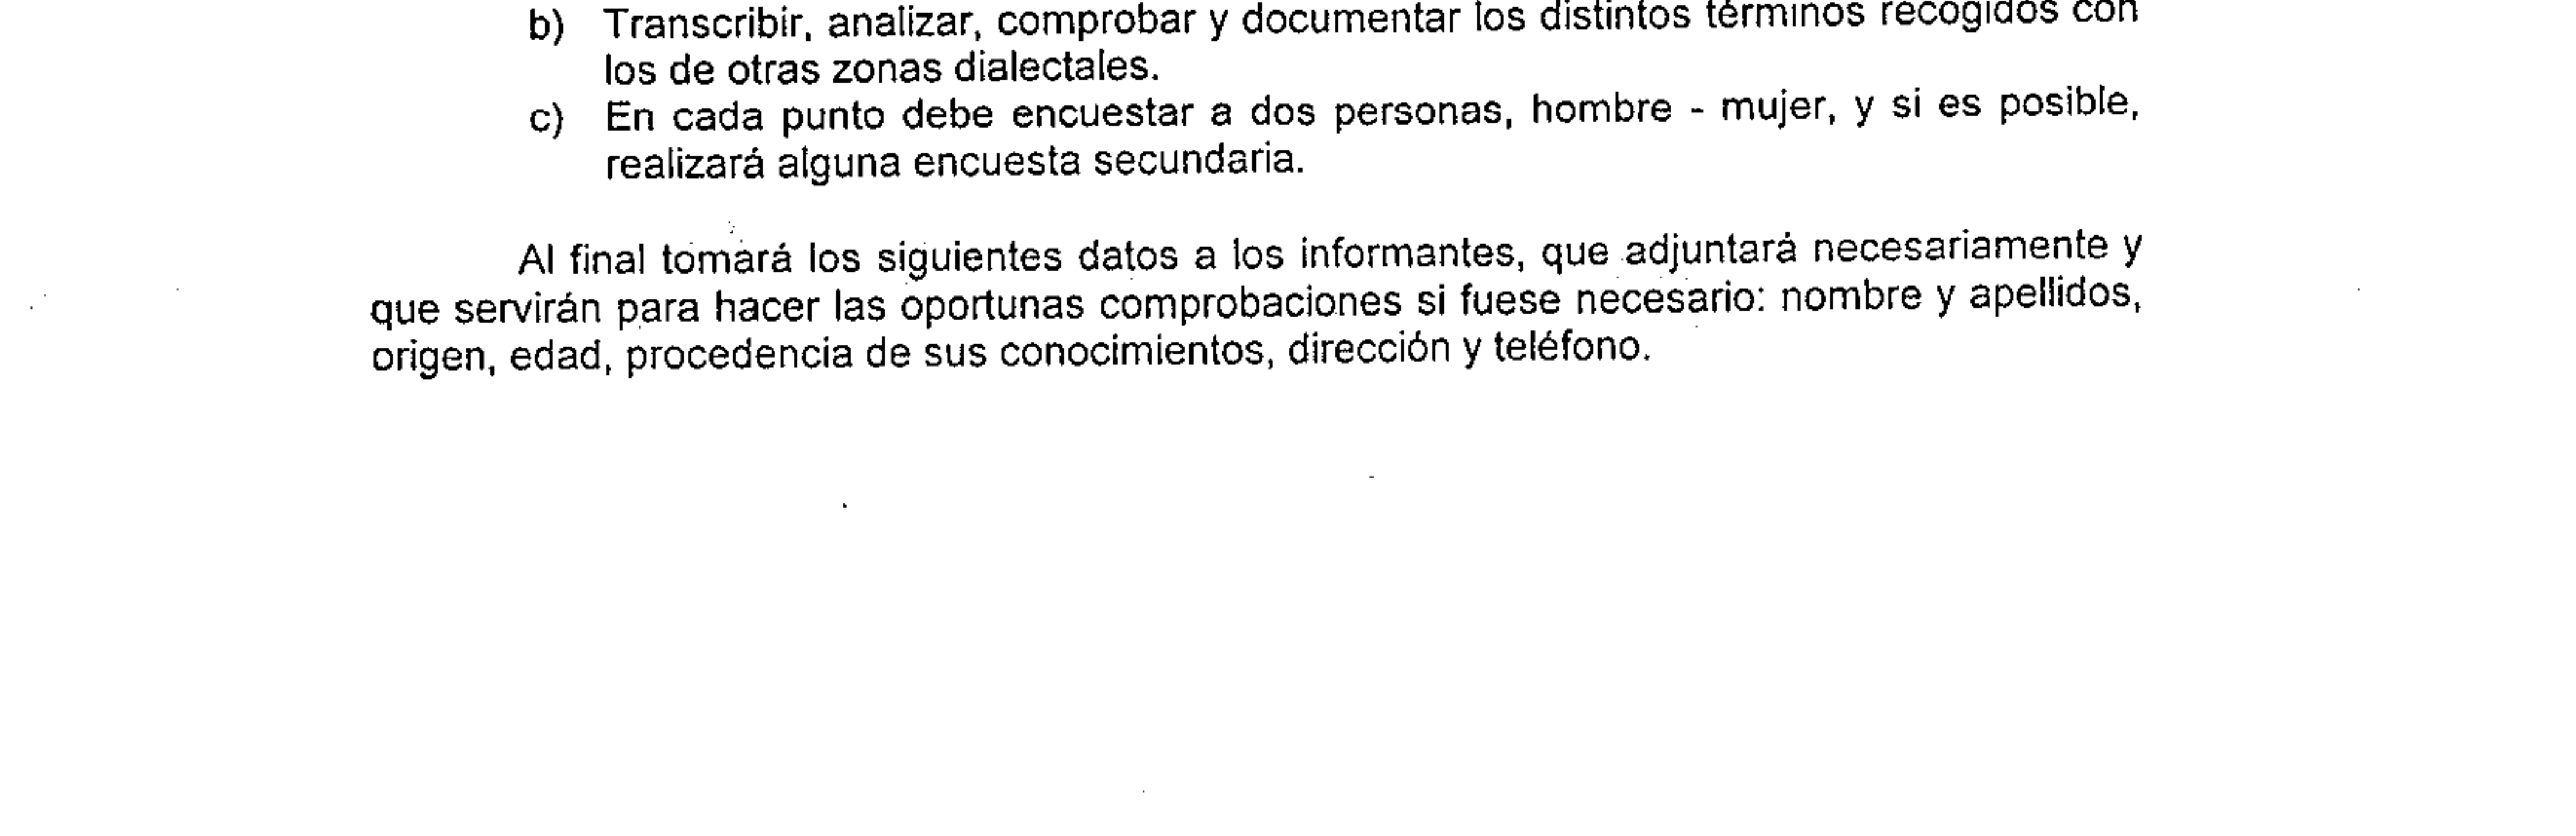 b) Transcribir, analizar, comprobar y documentar los distintos términos recogidos con
los de otras zonas dialectales.
c) En cada punto debe encuestar a dos personas, hombre - mujer, y si es posible,
realizará alguna encuesta secundaria.
Al final tomará los siguientes datos a los informantes, que adjuntará necesariamente y
que servirán para hacer las oportunas comprobaciones si fuese necesario: nombre y apellidos,
origen, edad, procedencia de sus conocimientos, dirección y teléfono.